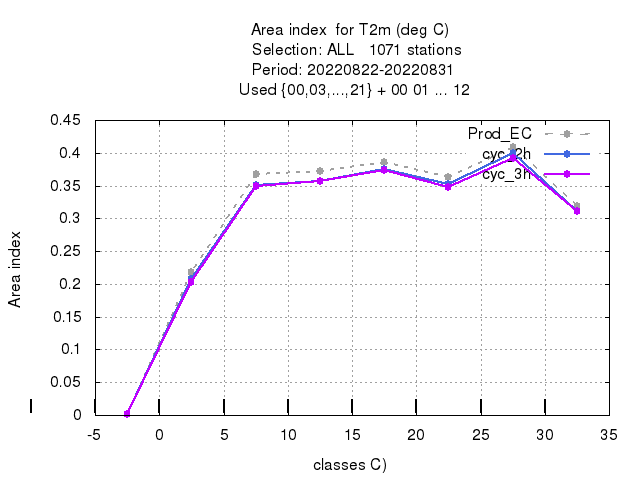 Area index  for T2m (deg C)
Selection: ALL   1071 stations
Period: 20220822-20220831
Used {00,03,...,21} + 00 01 ... 12
Prod_EC
cyc_2h
cyc_3h
0.45
0.4
0.35
0.3
0.25
0.2
0.15
0.1
0.05
0
Area index
-5 0 5 10 15 20 25 30 35
classes C)